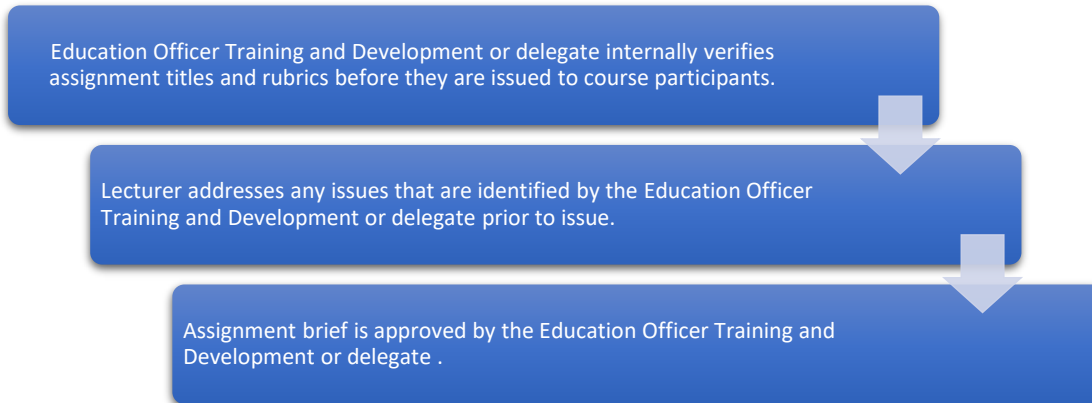 Education Officer Training and Development or delegate internally verifies
assignment titles and rubrics before they are issued to course participants.
Lecturer addresses any issues that are identified by the Education Officer
Training and Development or delegate prior to issue.
Assignment brief is approved by the Education Officer Training and
Development or delegate .